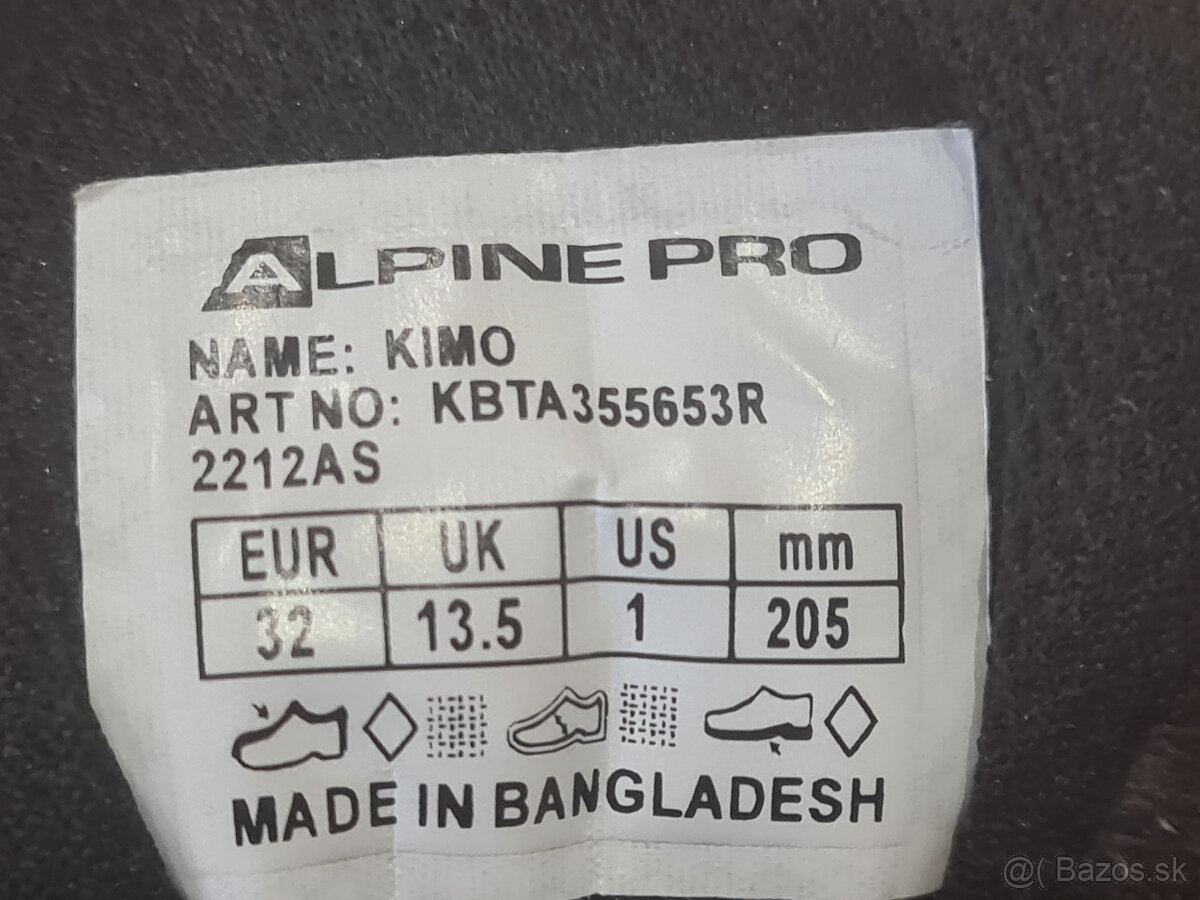 ALPINE PRO
NAME: KIMO
ART NO: KBTA355653R
2212AS
EUR UK US mm
32 13.5 1 205
MADE IN BANGLADESH
@( Bazos.sk